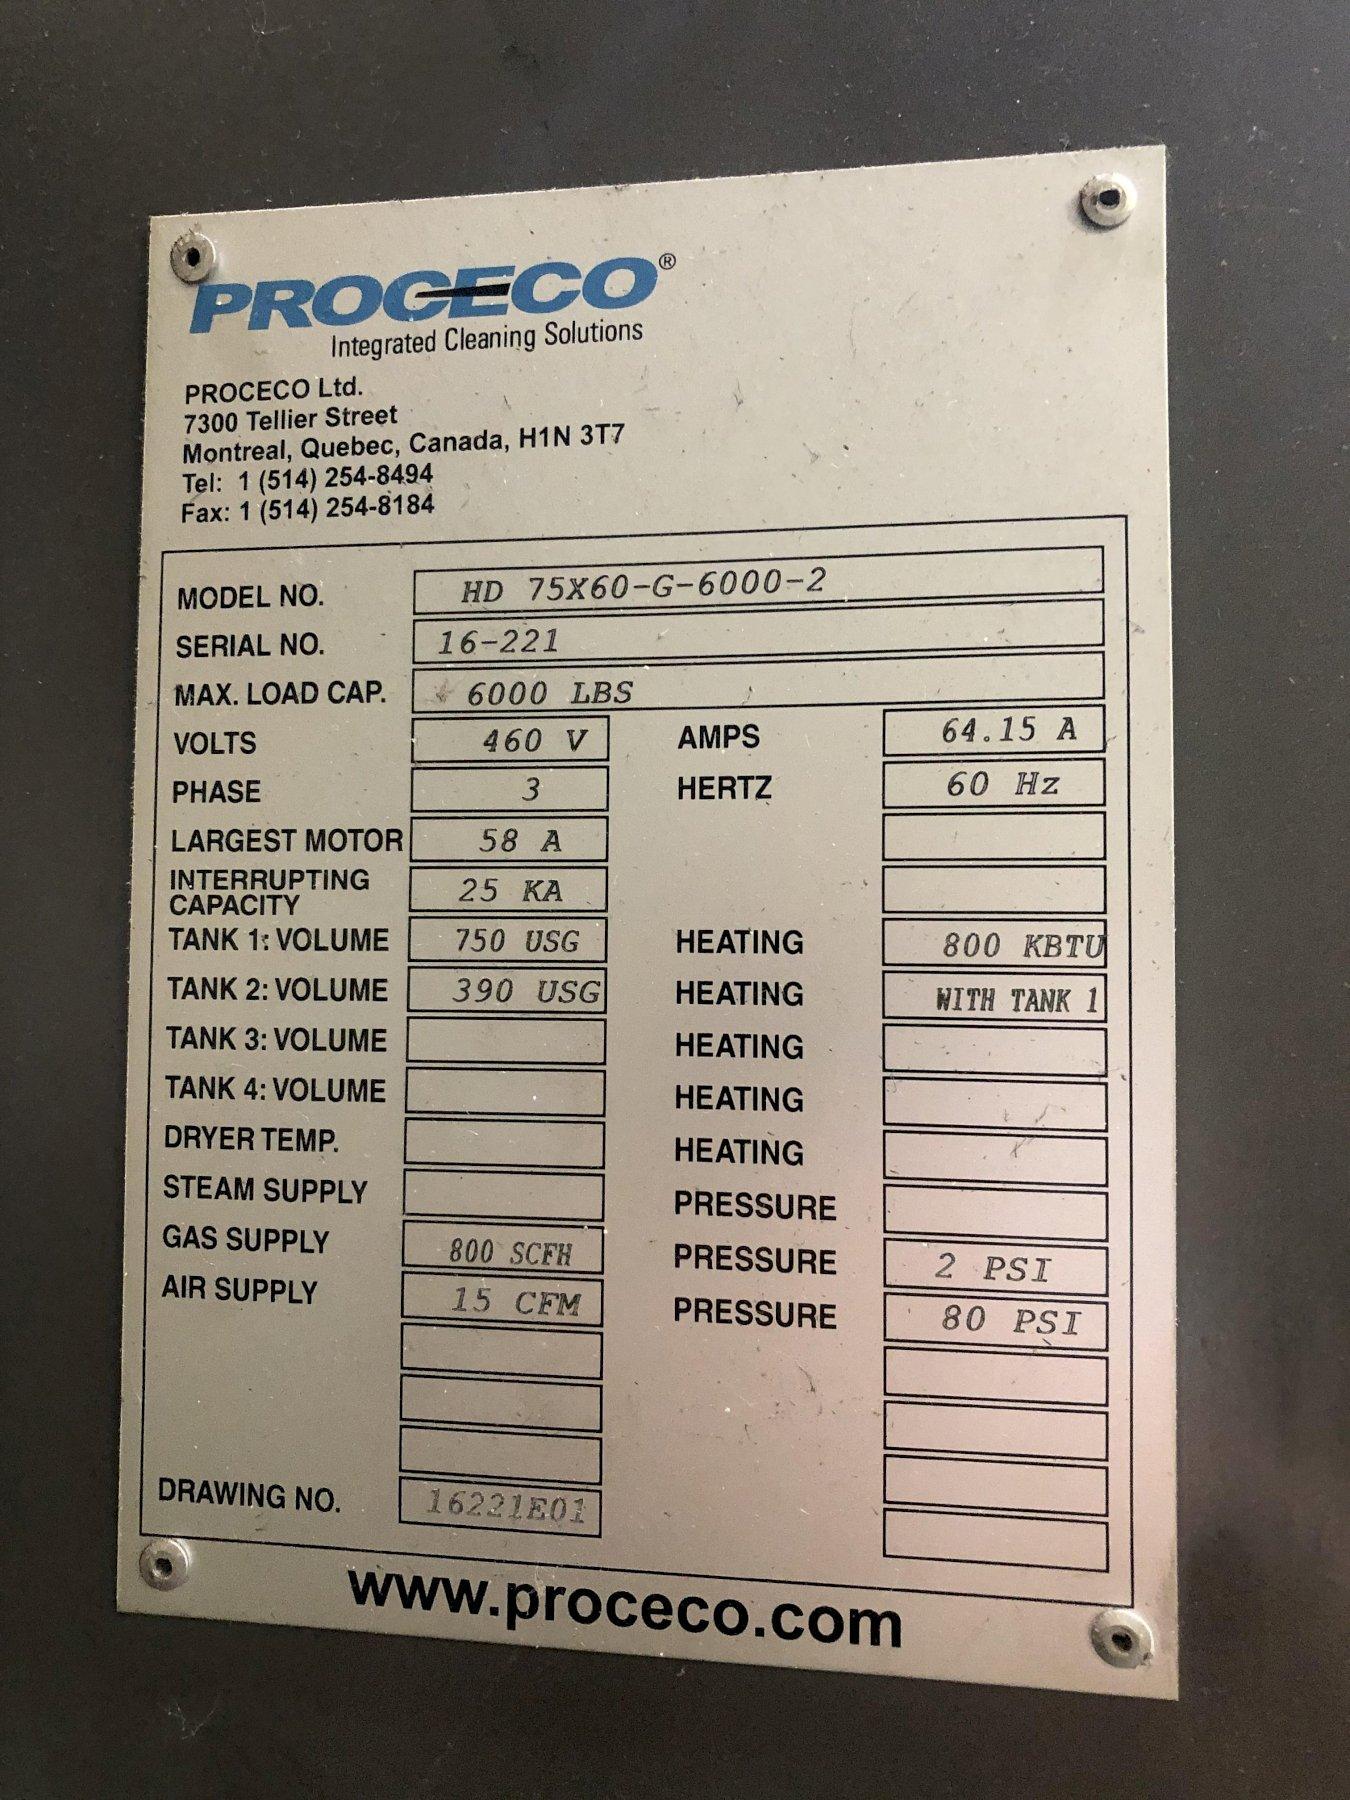 PROCECO®
Integrated Cleaning Solutions
PROCECO Ltd.
7300 Tellier Street
Montreal, Quebec, Canada, H1N 3T7
Tel: 1 (514) 254-8494
Fax: 1 (514) 254-8184
MODEL NO. HD 75X60-G-6000-2
SERIAL NO. 16-221
MAX. LOAD CAP. 6000 LBS
VOLTS 460 V AMPS 64.15 A
PHASE 3 HERTZ 60 Hz
LARGEST MOTOR 58 A
INTERRUPTING
CAPACITY 25 KA
TANK 1: VOLUME 750 USG HEATING 800 KBTU
TANK 2: VOLUME 390 USG HEATING WITH TANK 1
TANK 3: VOLUME HEATING
TANK 4: VOLUME HEATING
DRYER TEMP. HEATING
STEAM SUPPLY PRESSURE
GAS SUPPLY 800 SCFH PRESSURE 2 PSI
AIR SUPPLY 15 CFM PRESSURE 80 PSI
DRAWING NO. 16221E01
www.proceco.com